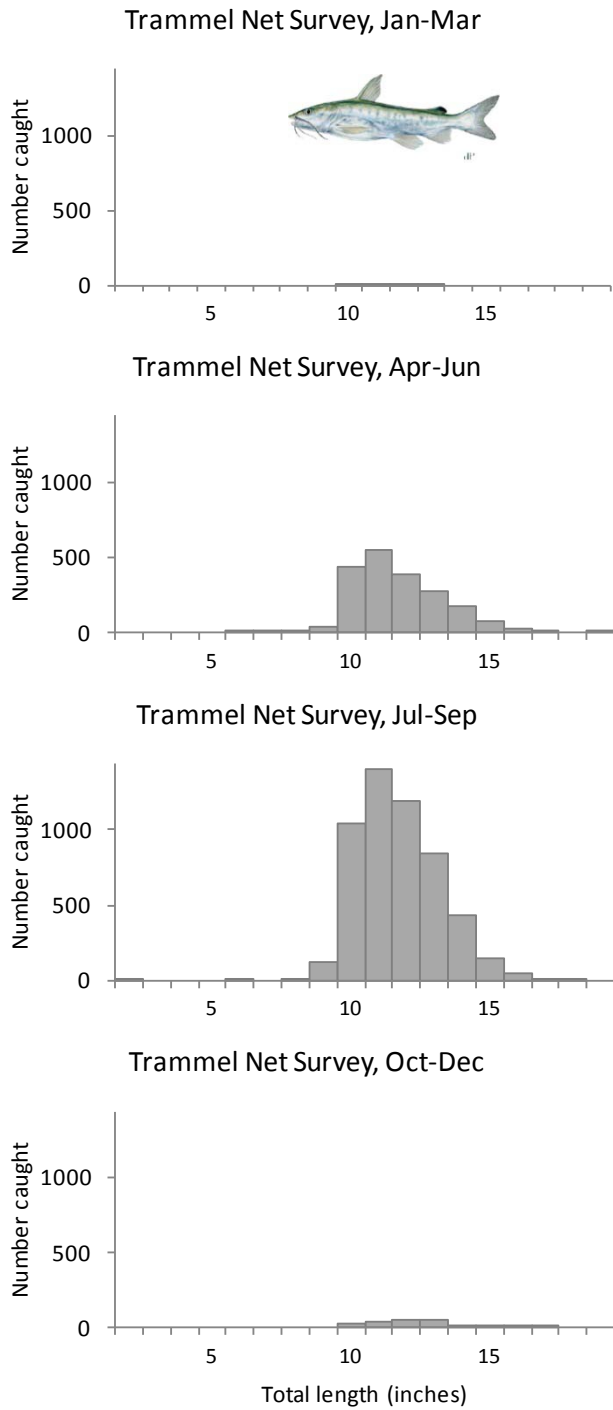 Trammel Net Survey, Jan-Mar
Number caught
1000
500
0
5 10 15
Trammel Net Survey, Apr-Jun
Number caught
1000
500
0
5 10 15
Trammel Net Survey, Jul-Sep
Number caught
1000
500
0
5 10 15
Trammel Net Survey, Oct-Dec
Number caught
1000
500
0
5 10 15
Total length (inches)